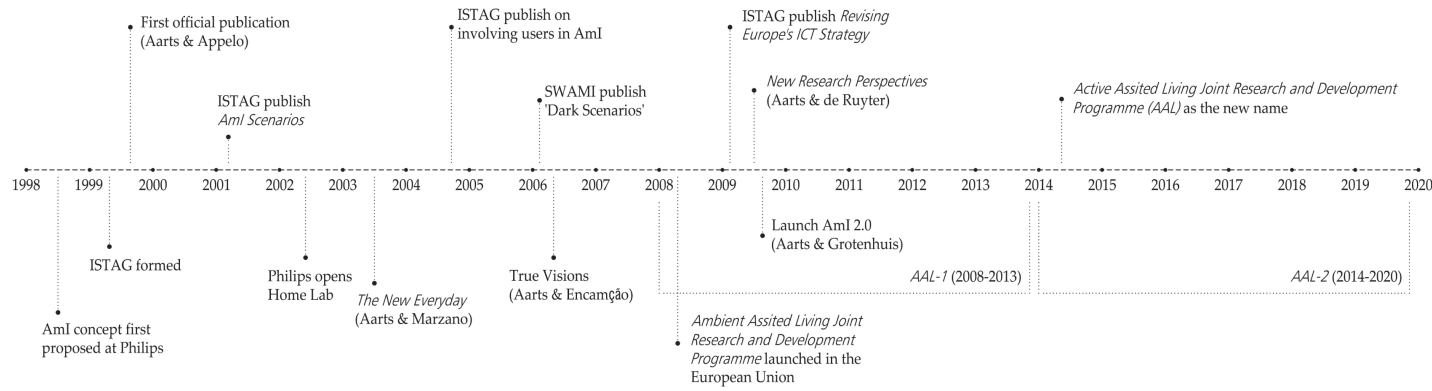 First official publication
(Aarts & Appelo)
ISTAG publish
AmI Scenarios
ISTAG publish on
involving users in AmI
SWAMI publish
'Dark Scenarios'
ISTAG publish Revising
Europe's ICT Strategy
New Research Perspectives
(Aarts & de Ruyter)
Active Assited Living Joint Research and Development
Programme (AAL) as the new name
1998 1999 2000 2001 2002 2003 2004 2005 2006 2007 2008 2009 2010 2011 2012 2013 2014 2015 2016 2017 2018 2019 2020
AmI concept first
proposed at Philips
ISTAG formed
Philips opens
Home Lab
The New Everyday
(Aarts & Marzano)
True Visions
(Aarts & Encamção)
Ambient Assited Living Joint
Research and Development
Programme launched in the
European Union
Launch AmI 2.0
(Aarts & Grotenhuis)
AAL-1 (2008-2013)
AAL-2 (2014-2020)